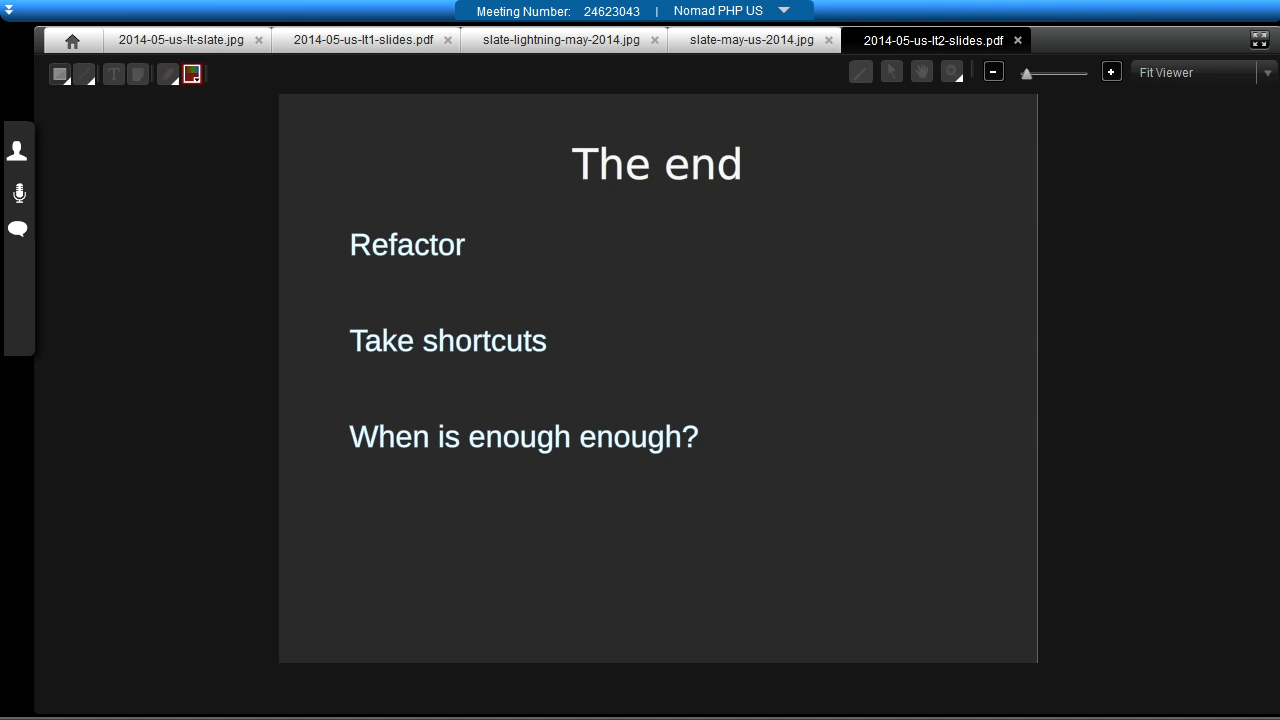 Meeting Number: 24623043 | Nomad PHP US
2014-05-us-lt-slate.jpg
2014-05-us-lt1-slides.pdf
slate-lightning-may-2014.jpg
slate-may-us-2014.jpg
2014-05-us-lt2-slides.pdf
T
Fit Viewer
The end
Refactor
Take shortcuts
When is enough enough?